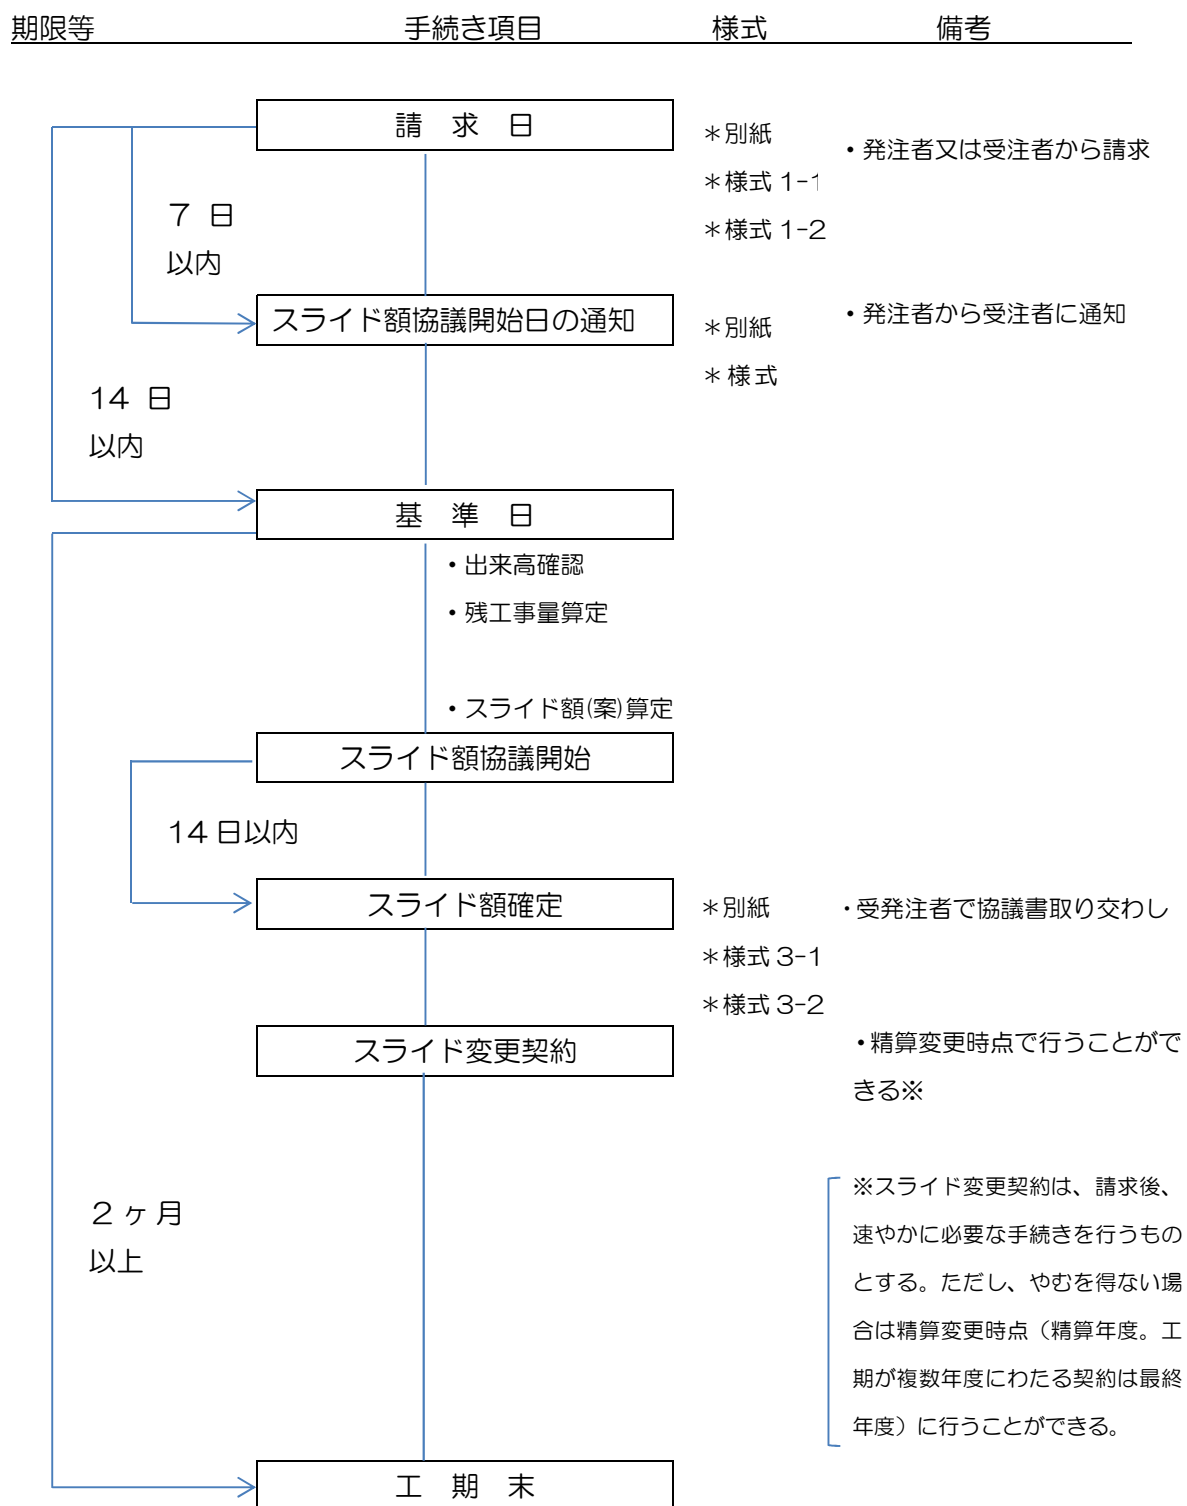 期限等 手続き項目 様式 備考
請 求 日
＊別紙
・発注者又は受注者から請求
＊様式 1-1
7 日
以内
＊様式 1-2
スライド額協議開始日の通知
・発注者から受注者に通知
＊別紙
＊様式
14 日
以内
基 準 日
・出来高確認
・残工事量算定
・スライド額(案)算定
スライド額協議開始
14 日以内
スライド額確定
＊別紙
・受発注者で協議書取り交わし
＊様式 3-1
＊様式 3-2
スライド変更契約
・精算変更時点で行うことがで
きる※
2 ヶ月
以上
※スライド変更契約は、請求後、
速やかに必要な手続きを行うもの
とする。ただし、やむを得ない場
合は精算変更時点（精算年度。工
期が複数年度にわたる契約は最終
年度）に行うことができる。
工 期 末